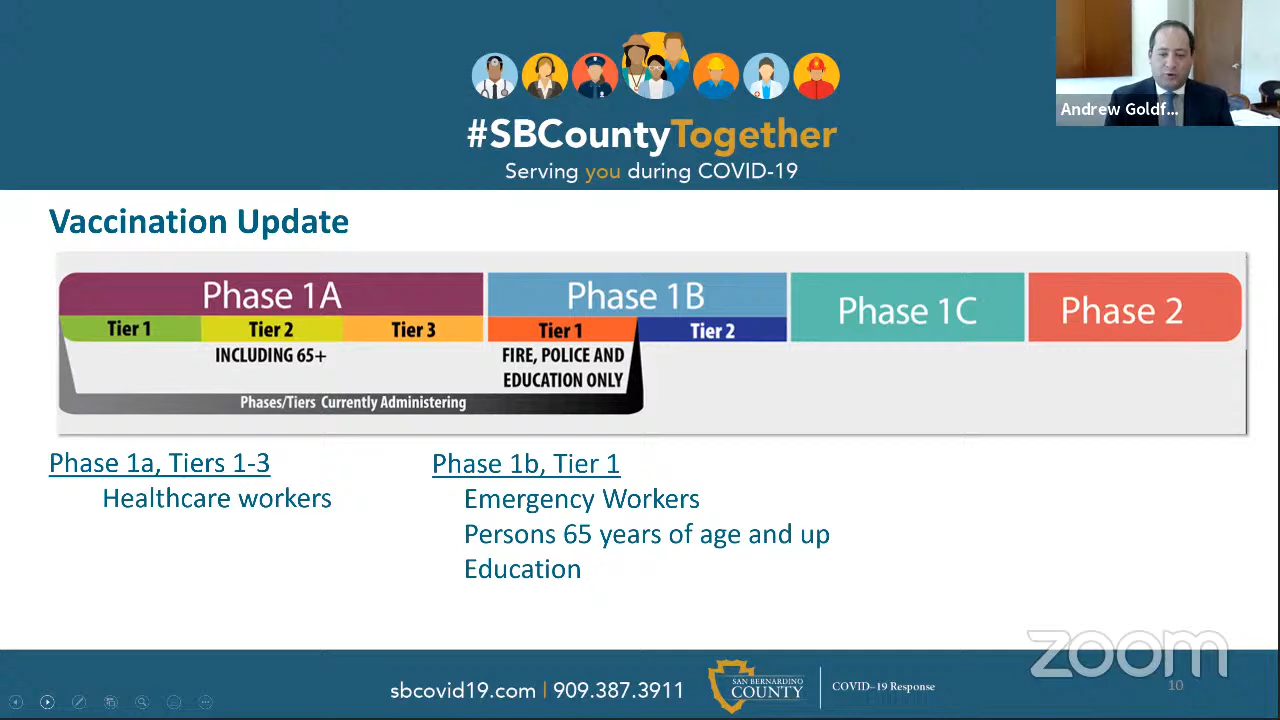 Andrew Goldf...
#SBCountyTogether
Serving you during COVID-19
Vaccination Update
Phase 1A
Phase 1B
Phase 1C
Phase 2
Tier 1
Tier 2
Tier 3
Tier 1
Tier 2
INCLUDING 65+
FIRE, POLICE AND
EDUCATION ONLY
Phases/Tiers Currently Administering
Phase 1a, Tiers 1-3
Healthcare workers
Phase 1b, Tier 1
Emergency Workers
Persons 65 years of age and up
Education
zoom
sbcovid19.com | 909.387.3911
SAN BERNARDINO
COUNTY
COVID-19 Response
10